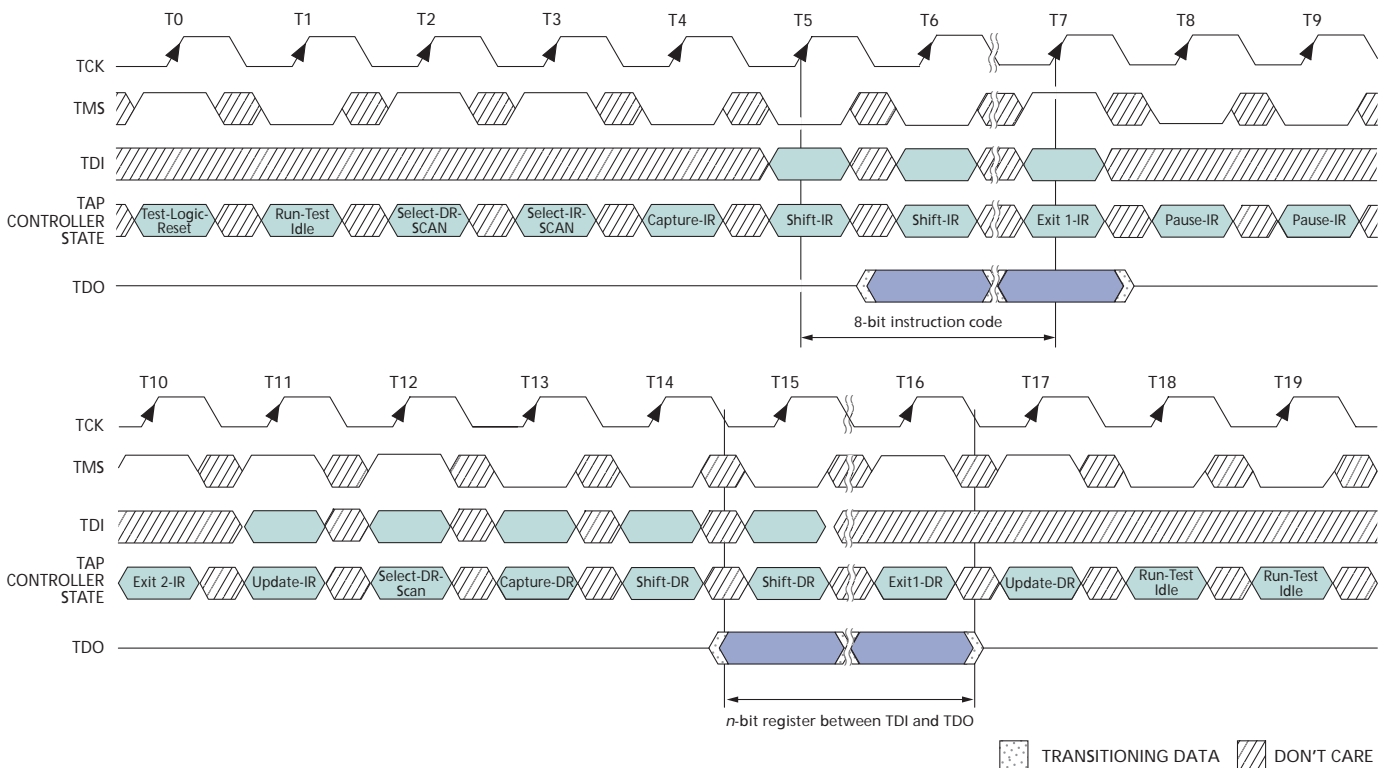 T0 T1 T2 T3 T4 T5 T6 T7 T8 T9
TCK
TMS
TDI
TAP
CONTROLLER
STATE
Test-Logic-
Reset
Run-Test
Idle
Select-DR-
SCAN
Select-IR-
SCAN
Capture-IR
Shift-IR
Shift-IR
Exit 1-IR
Pause-IR
Pause-IR
TDO
8-bit instruction code
T10 T11 T12 T13 T14 T15 T16 T17 T18 T19
TCK
TMS
TDI
TAP
CONTROLLER
STATE
Exit 2-IR
Update-IR
Select-DR-
Scan
Capture-DR
Shift-DR
Shift-DR
Exit1-DR
Update-DR
Run-Test
Idle
Run-Test
Idle
TDO
n-bit register between TDI and TDO
TRANSITIONING DATA
DON'T CARE